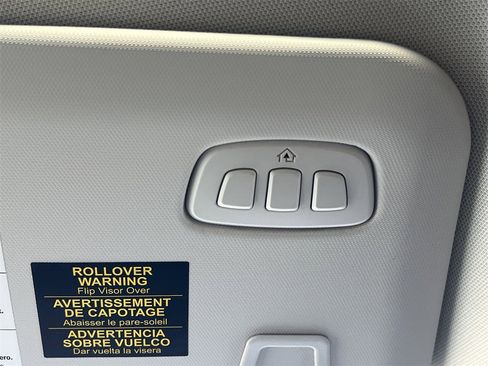 ROLLOVER
WARNING
Flip Visor Over
AVERTISSEMENT
DE CAPOTAGE
Abaisser le pare-soleil
ADVERTENCIA
SOBRE VUELCO
Dar vuelta la visera